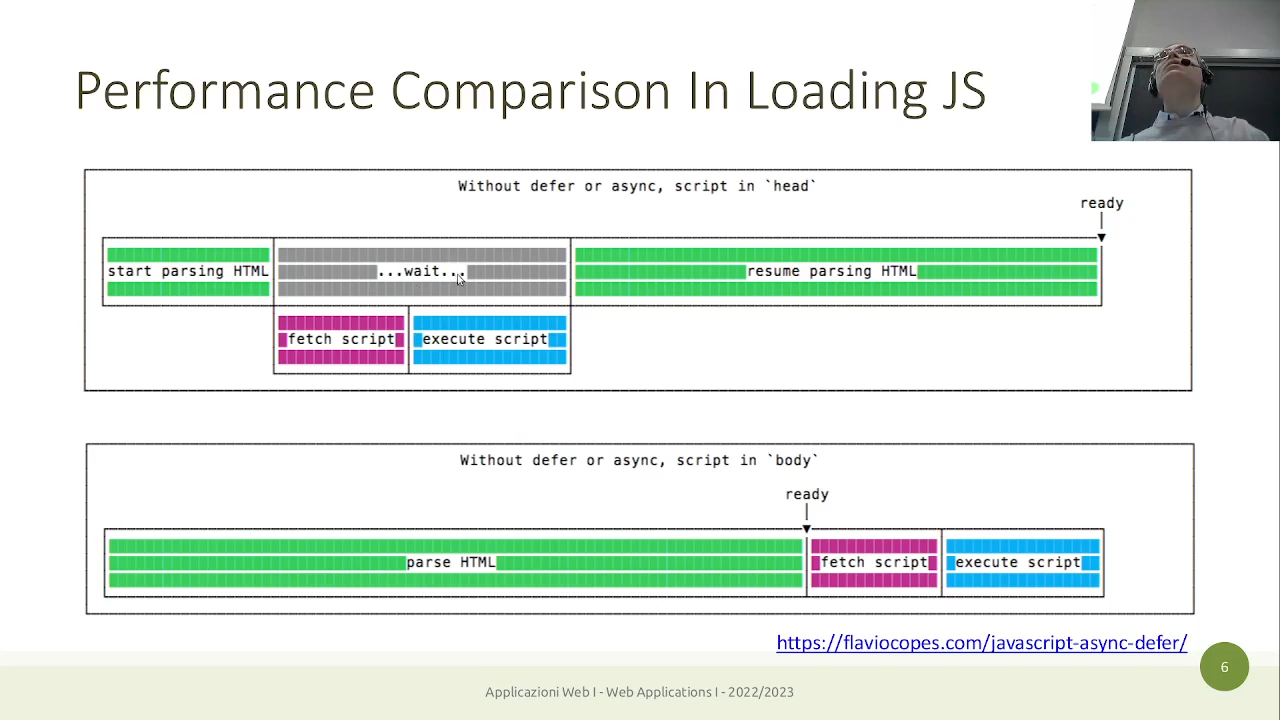 Performance Comparison In Loading JS
Without defer or async, script in `head`
ready
start parsing HTML
...wait...
resume parsing HTML
fetch script
execute script
Without defer or async, script in `body`
ready
parse HTML
fetch script
execute script
https://flaviocopes.com/javascript-async-defer/
Applicazioni Web I - Web Applications I - 2022/2023
6